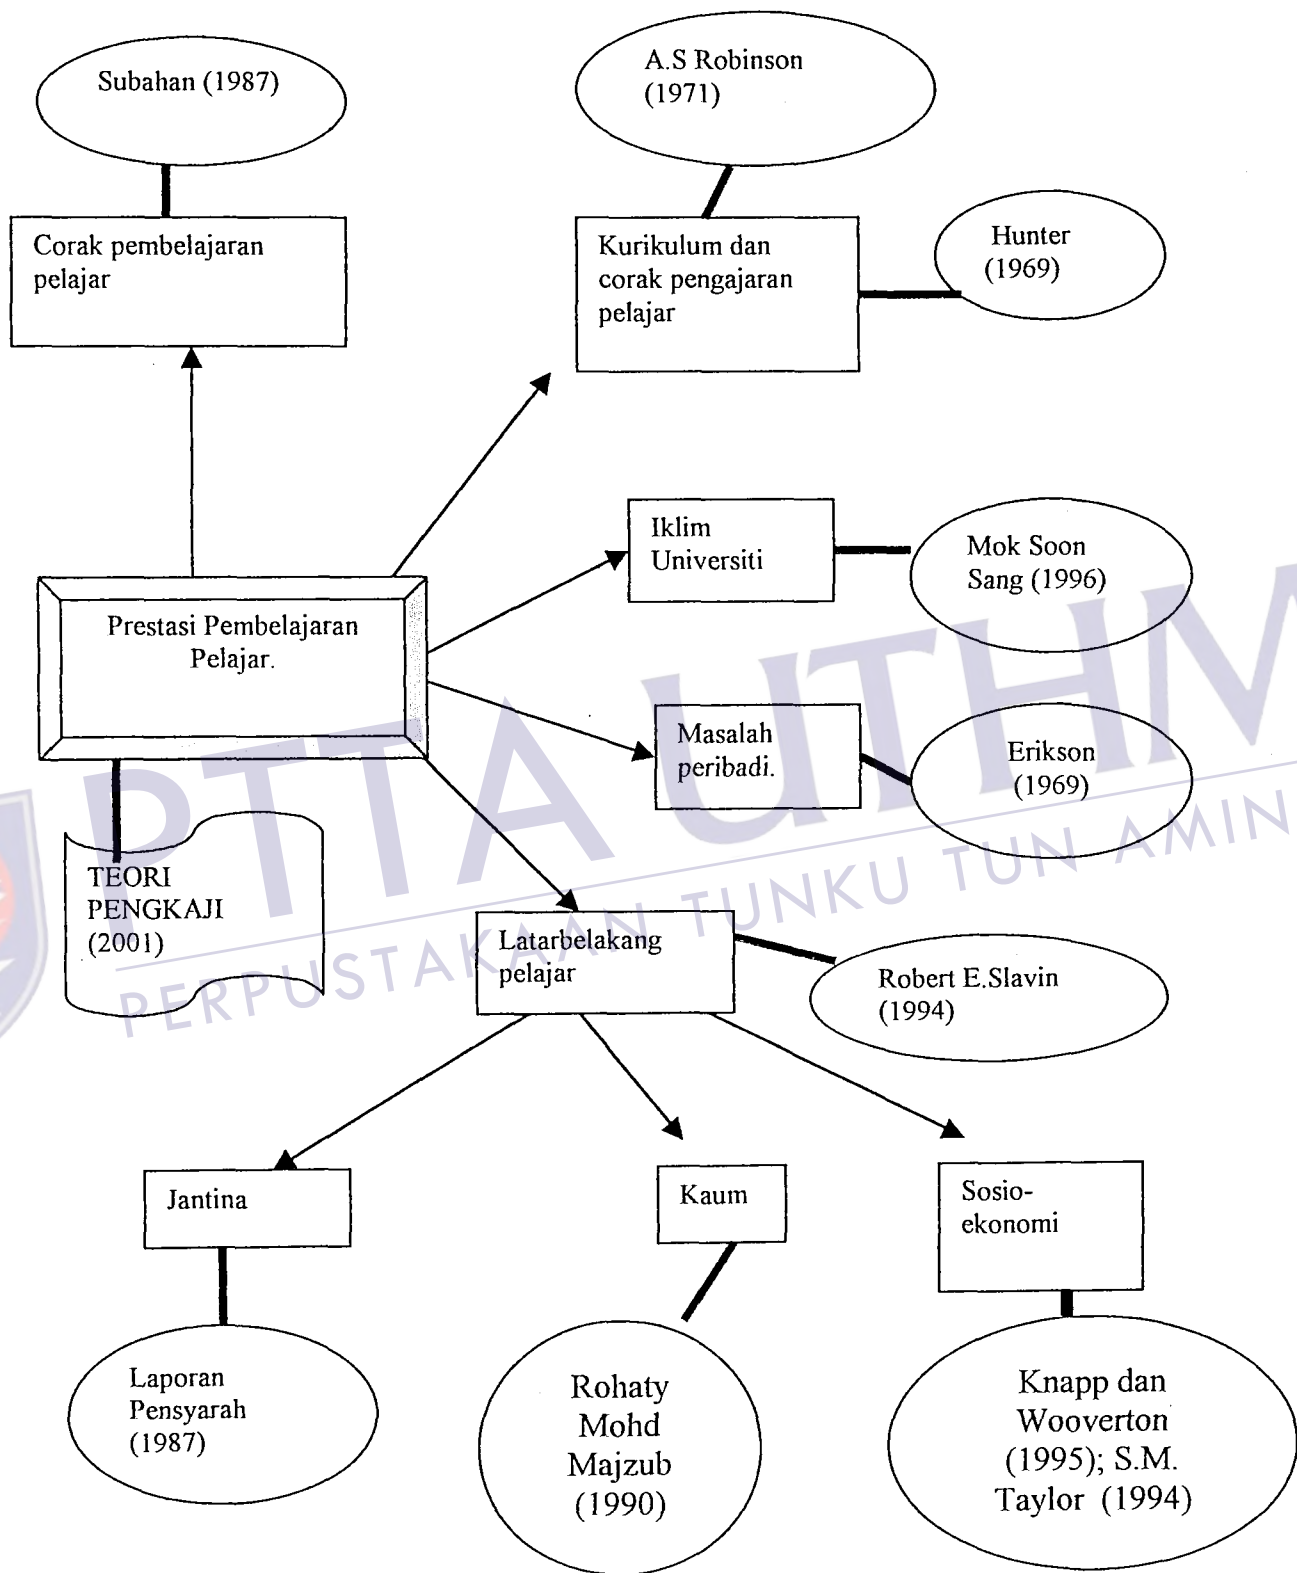 Subahan (1987)
A.S Robinson
(1971)
Corak pembelajaran
pelajar
Kurikulum dan
corak pengajaran
pelajar
Hunter
(1969)
Iklim
Universiti
Mok Soon
Sang (1996)
Prestasi Pembelajaran
Pelajar.
Masalah
peribadi.
Erikson
(1969)
TEORI
PENGKAJI
(2001)
Latarbelakang
pelajar
Robert E.Slavin
(1994)
Jantina
Kaum
Sosio-
ekonomi
Laporan
Pensyarah
(1987)
Rohaty
Mohd
Majzub
(1990)
Knapp dan
Wooverton
(1995); S.M.
Taylor (1994)
PTTA UTHM
PERPUSTAKAAN TUNKU TUN AMIN